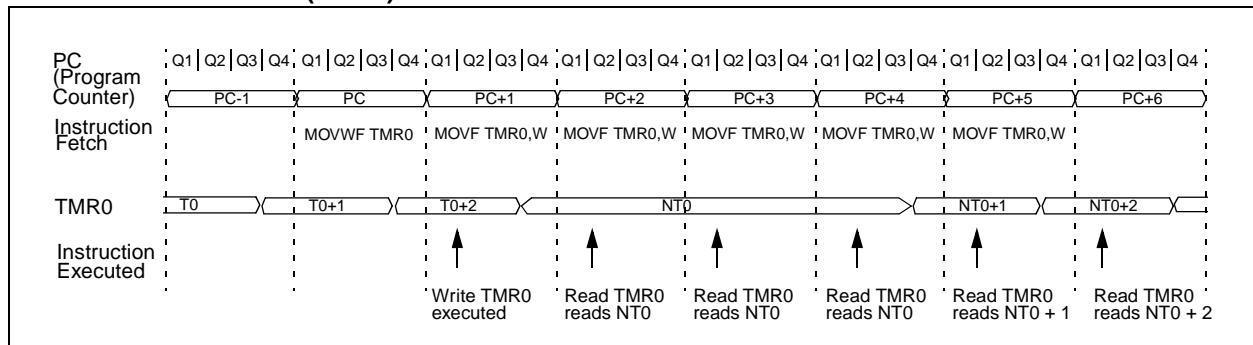 PC
(Program
Counter)
Q1 Q2 Q3 Q4 Q1 Q2 Q3 Q4 Q1 Q2 Q3 Q4 Q1 Q2 Q3 Q4 Q1 Q2 Q3 Q4 Q1 Q2 Q3 Q4 Q1 Q2 Q3 Q4 Q1 Q2 Q3 Q4
PC-1 PC PC+1 PC+2 PC+3 PC+4 PC+5 PC+6
Instruction
Fetch
MOVWF TMR0 MOVF TMR0,W MOVF TMR0,W MOVF TMR0,W MOVF TMR0,W MOVF TMR0,W
TMR0
T0 T0+1 T0+2 NT0 NT0+1 NT0+2
Instruction
Executed
Write TMR0
executed
Read TMR0
reads NT0
Read TMR0
reads NT0
Read TMR0
reads NT0
Read TMR0
reads NT0 + 1
Read TMR0
reads NT0 + 2